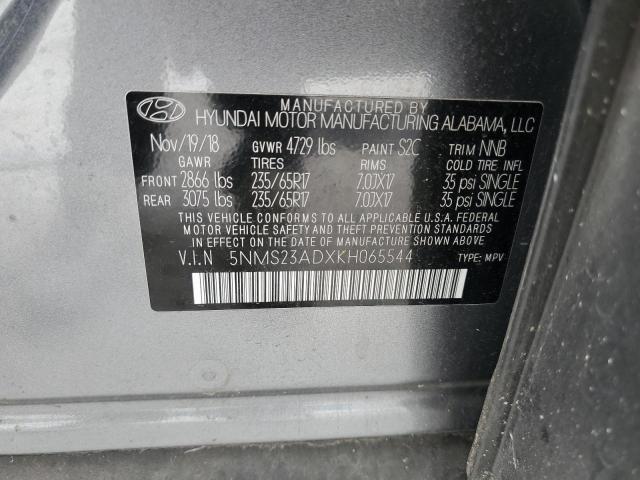 MANUFACTURED BY
HYUNDAI MOTOR MANUFACTURING ALABAMA, LLC
Nov/19/18 GVWR 4729 lbs PAINT S2C TRIM NNB
GAWR TIRES RIMS COLD TIRE INFL
FRONT 2866 lbs 235/65R17 7.0JX17 35 psi SINGLE
REAR 3075 lbs 235/65R17 7.0JX17 35 psi SINGLE
THIS VEHICLE CONFORMS TO ALL APPLICABLE U.S.A. FEDERAL
MOTOR VEHICLE SAFETY AND THEFT PREVENTION STANDARDS
IN EFFECT ON THE DATE OF MANUFACTURE SHOWN ABOVE
V.I.N 5NMS23ADXKH065544 TYPE: MPV